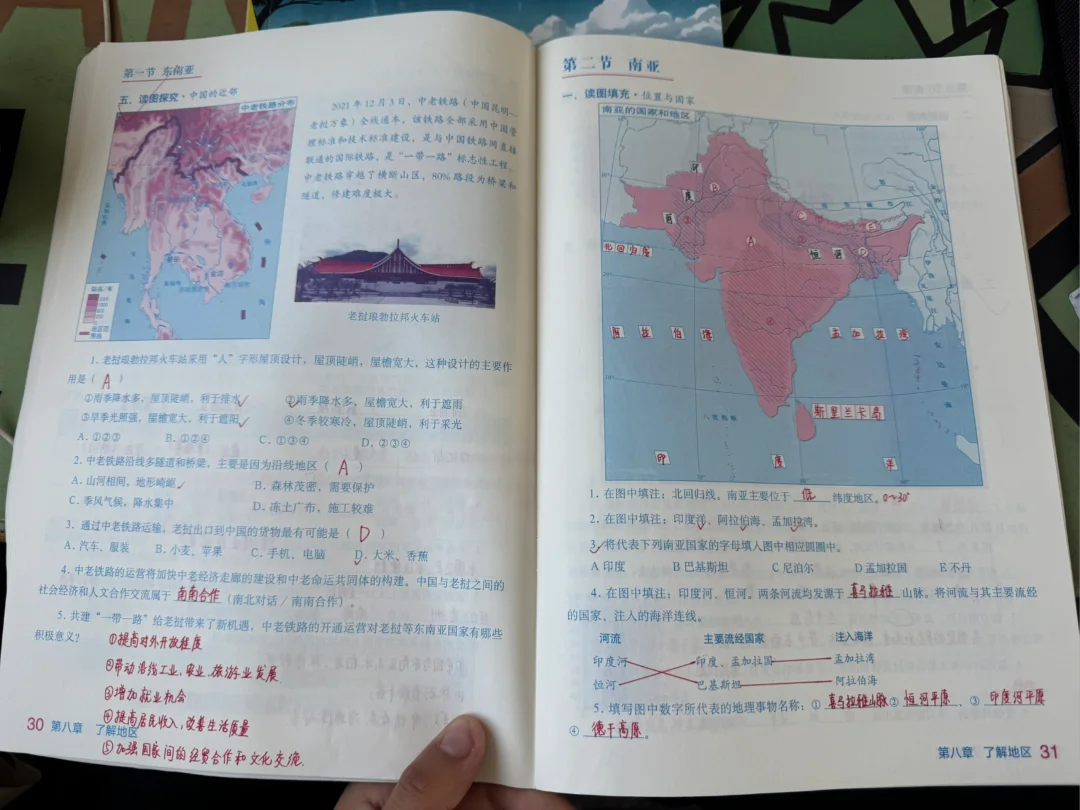 第一节 东南亚
五、读图探究·中国的近邻
中老铁路分布
2021年12月3日，中老铁路（中国昆明—
老挝万象）全线通车，该铁路全部采用中国管
理标准和技术标准建设，是与中国铁路网直接
联通的国际铁路，是“一带一路”标志性工程。
中老铁路穿越了横断山区，80%路段为桥梁和
隧道，修建难度极大。
老挝琅勃拉邦火车站
1. 老挝琅勃拉邦火车站采用“人”字形屋顶设计，屋顶陡峭，屋檐宽大，这种设计的主要作
用是（ A ）
①雨季降水多，屋顶陡峭，利于排水 ②雨季降水多，屋檐宽大，利于遮雨
③旱季光照强，屋檐宽大，利于遮阳 ④冬季较寒冷，屋顶陡峭，利于采光
A. ①②③ B. ①②④ C. ①③④ D. ②③④
2. 中老铁路沿线多隧道和桥梁，主要是因为沿线地区（ A ）
A. 山河相间，地形崎岖 B. 森林茂密，需要保护
C. 季风气候，降水集中 D. 冻土广布，施工较难
3. 通过中老铁路运输，老挝出口到中国的货物最有可能是（ D ）
A. 汽车、服装 B. 小麦、苹果 C. 手机、电脑 D. 大米、香蕉
4. 中老铁路的运营将加快中老经济走廊的建设和中老命运共同体的构建。中国与老挝之间的
社会经济和人文合作交流属于 南南合作 （南北对话 / 南南合作）。
5. 共建“一带一路”给老挝带来了新机遇，中老铁路的开通运营对老挝等东南亚国家有哪些
积极意义？
①提高对外开放程度
②带动沿线工业、农业、旅游业发展
③增加就业机会
④提高居民收入，改善生活质量
⑤加强国家间的经贸合作和文化交流.
30 第八章 了解地区
第二节 南亚
一、读图填充·位置与国家
南亚的国家和地区
印度河
B
C
E
A
恒河
D
北回归线
阿拉伯海
孟加拉湾
斯里兰卡岛
印度洋
1. 在图中填注：北回归线。南亚主要位于 低 纬度地区。0~30°
2. 在图中填注：印度洋、阿拉伯海、孟加拉湾。
3. 将代表下列南亚国家的字母填入图中相应圆圈中。
A 印度 B 巴基斯坦 C 尼泊尔 D 孟加拉国 E 不丹
4. 在图中填注：印度河、恒河。两条河流均发源于 喜马拉雅 山脉。将河流与其主要流经
的国家、注入的海洋连线。
河流 主要流经国家 注入海洋
印度河 印度、孟加拉国 孟加拉湾
恒河 巴基斯坦 阿拉伯海
5. 填写图中数字所代表的地理事物名称：① 喜马拉雅山脉 ② 恒河平原 、③ 印度河平原
④ 德干高原 。
第八章 了解地区 31